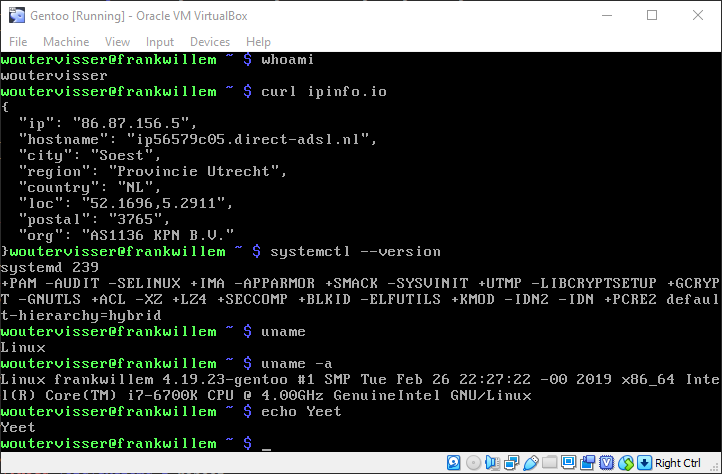 Gentoo [Running] - Oracle VM VirtualBox
File Machine View Input Devices Help
woutervisser@frankwillem ~ $ whoami
woutervisser
woutervisser@frankwillem ~ $ curl ipinfo.io
{
  "ip": "86.87.156.5",
  "hostname": "ip56579c05.direct-adsl.nl",
  "city": "Soest",
  "region": "Provincie Utrecht",
  "country": "NL",
  "loc": "52.1696,5.2911",
  "postal": "3765",
  "org": "AS1136 KPN B.V."
}woutervisser@frankwillem ~ $ systemctl --version
systemd 239
+PAM -AUDIT -SELINUX +IMA -APPARMOR +SMACK -SYSVINIT +UTMP -LIBCRYPTSETUP +GCRYP
T -GNUTLS +ACL -XZ +LZ4 +SECCOMP +BLKID -ELFUTILS +KMOD -IDN2 -IDN +PCRE2 defaul
t-hierarchy=hybrid
woutervisser@frankwillem ~ $ uname
Linux
woutervisser@frankwillem ~ $ uname -a
Linux frankwillem 4.19.23-gentoo #1 SMP Tue Feb 26 22:27:22 -00 2019 x86_64 Inte
l(R) Core(TM) i7-6700K CPU @ 4.00GHz GenuineIntel GNU/Linux
woutervisser@frankwillem ~ $ echo Yeet
Yeet
woutervisser@frankwillem ~ $ _
Right Ctrl